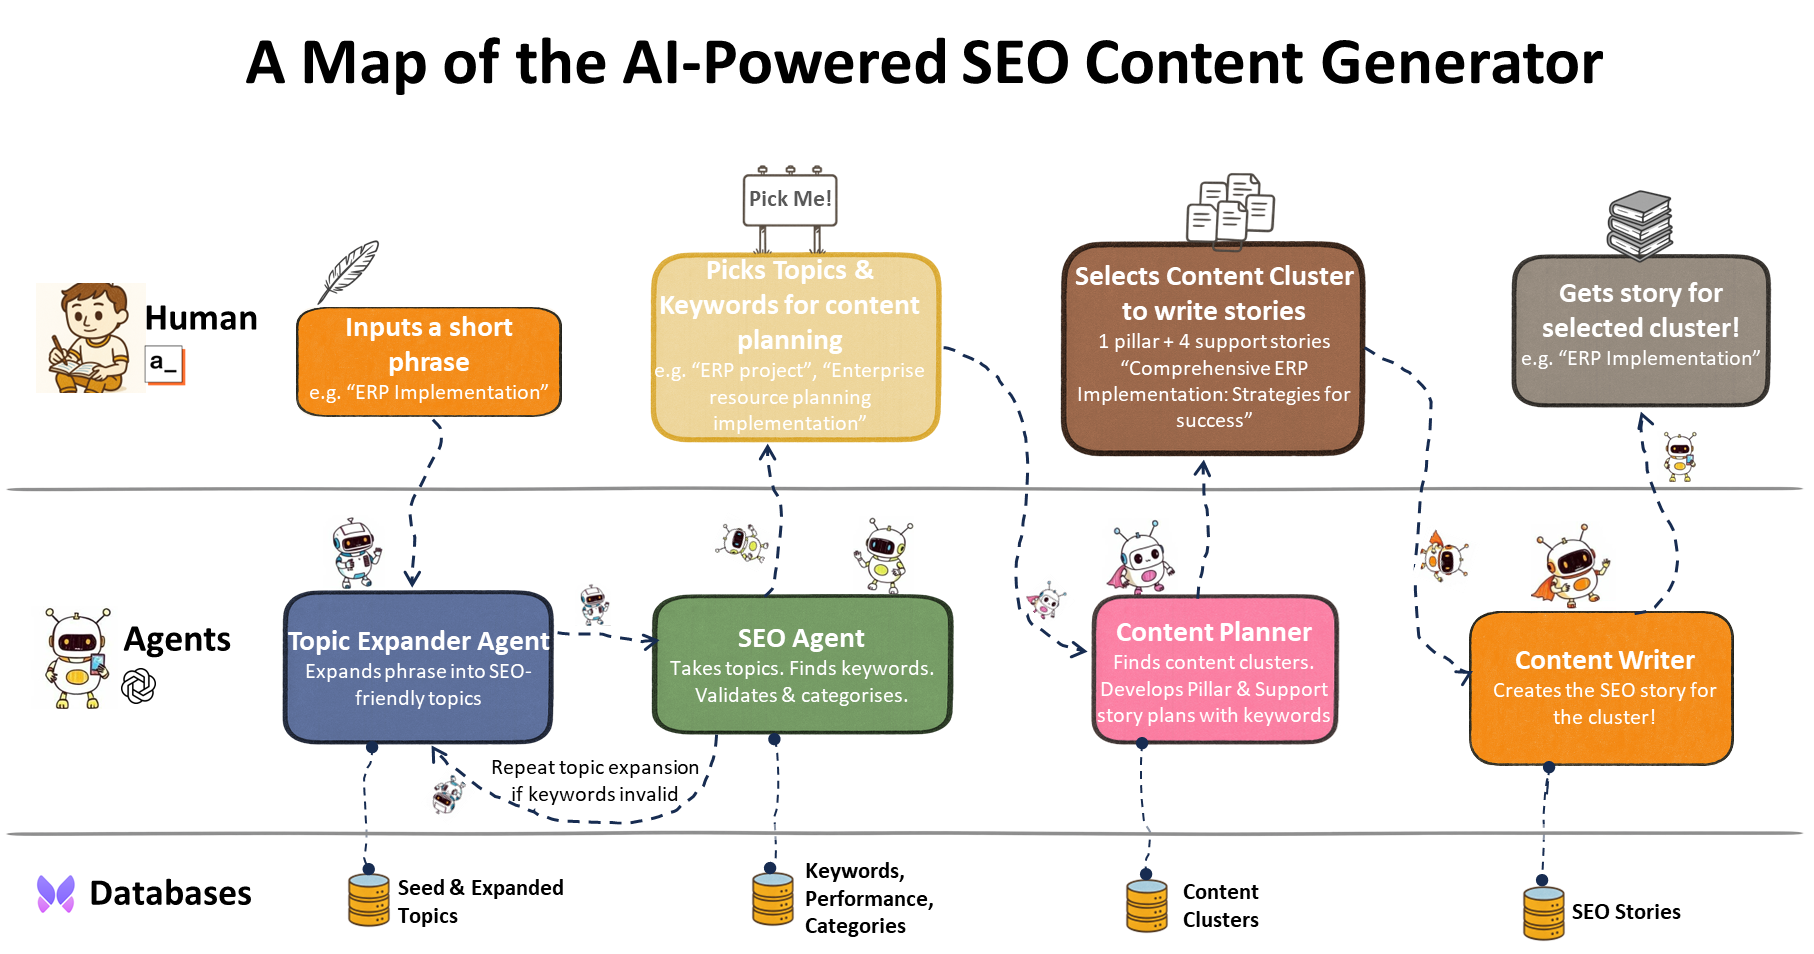 A Map of the AI-Powered SEO Content Generator
Pick Me!
Human
a_
Inputs a short
phrase
e.g. “ERP Implementation”
Picks Topics &
Keywords for content
planning
e.g. “ERP project”, “Enterprise
resource planning
implementation”
Selects Content Cluster
to write stories
1 pillar + 4 support stories
“Comprehensive ERP
Implementation: Strategies for
success”
Gets story for
selected cluster!
e.g. “ERP Implementation”
Agents
Topic Expander Agent
Expands phrase into SEO-
friendly topics
SEO Agent
Takes topics. Finds keywords.
Validates & categorises.
Content Planner
Finds content clusters.
Develops Pillar & Support
story plans with keywords
Content Writer
Creates the SEO story for
the cluster!
Repeat topic expansion
if keywords invalid
Databases
Seed & Expanded
Topics
Keywords,
Performance,
Categories
Content
Clusters
SEO Stories